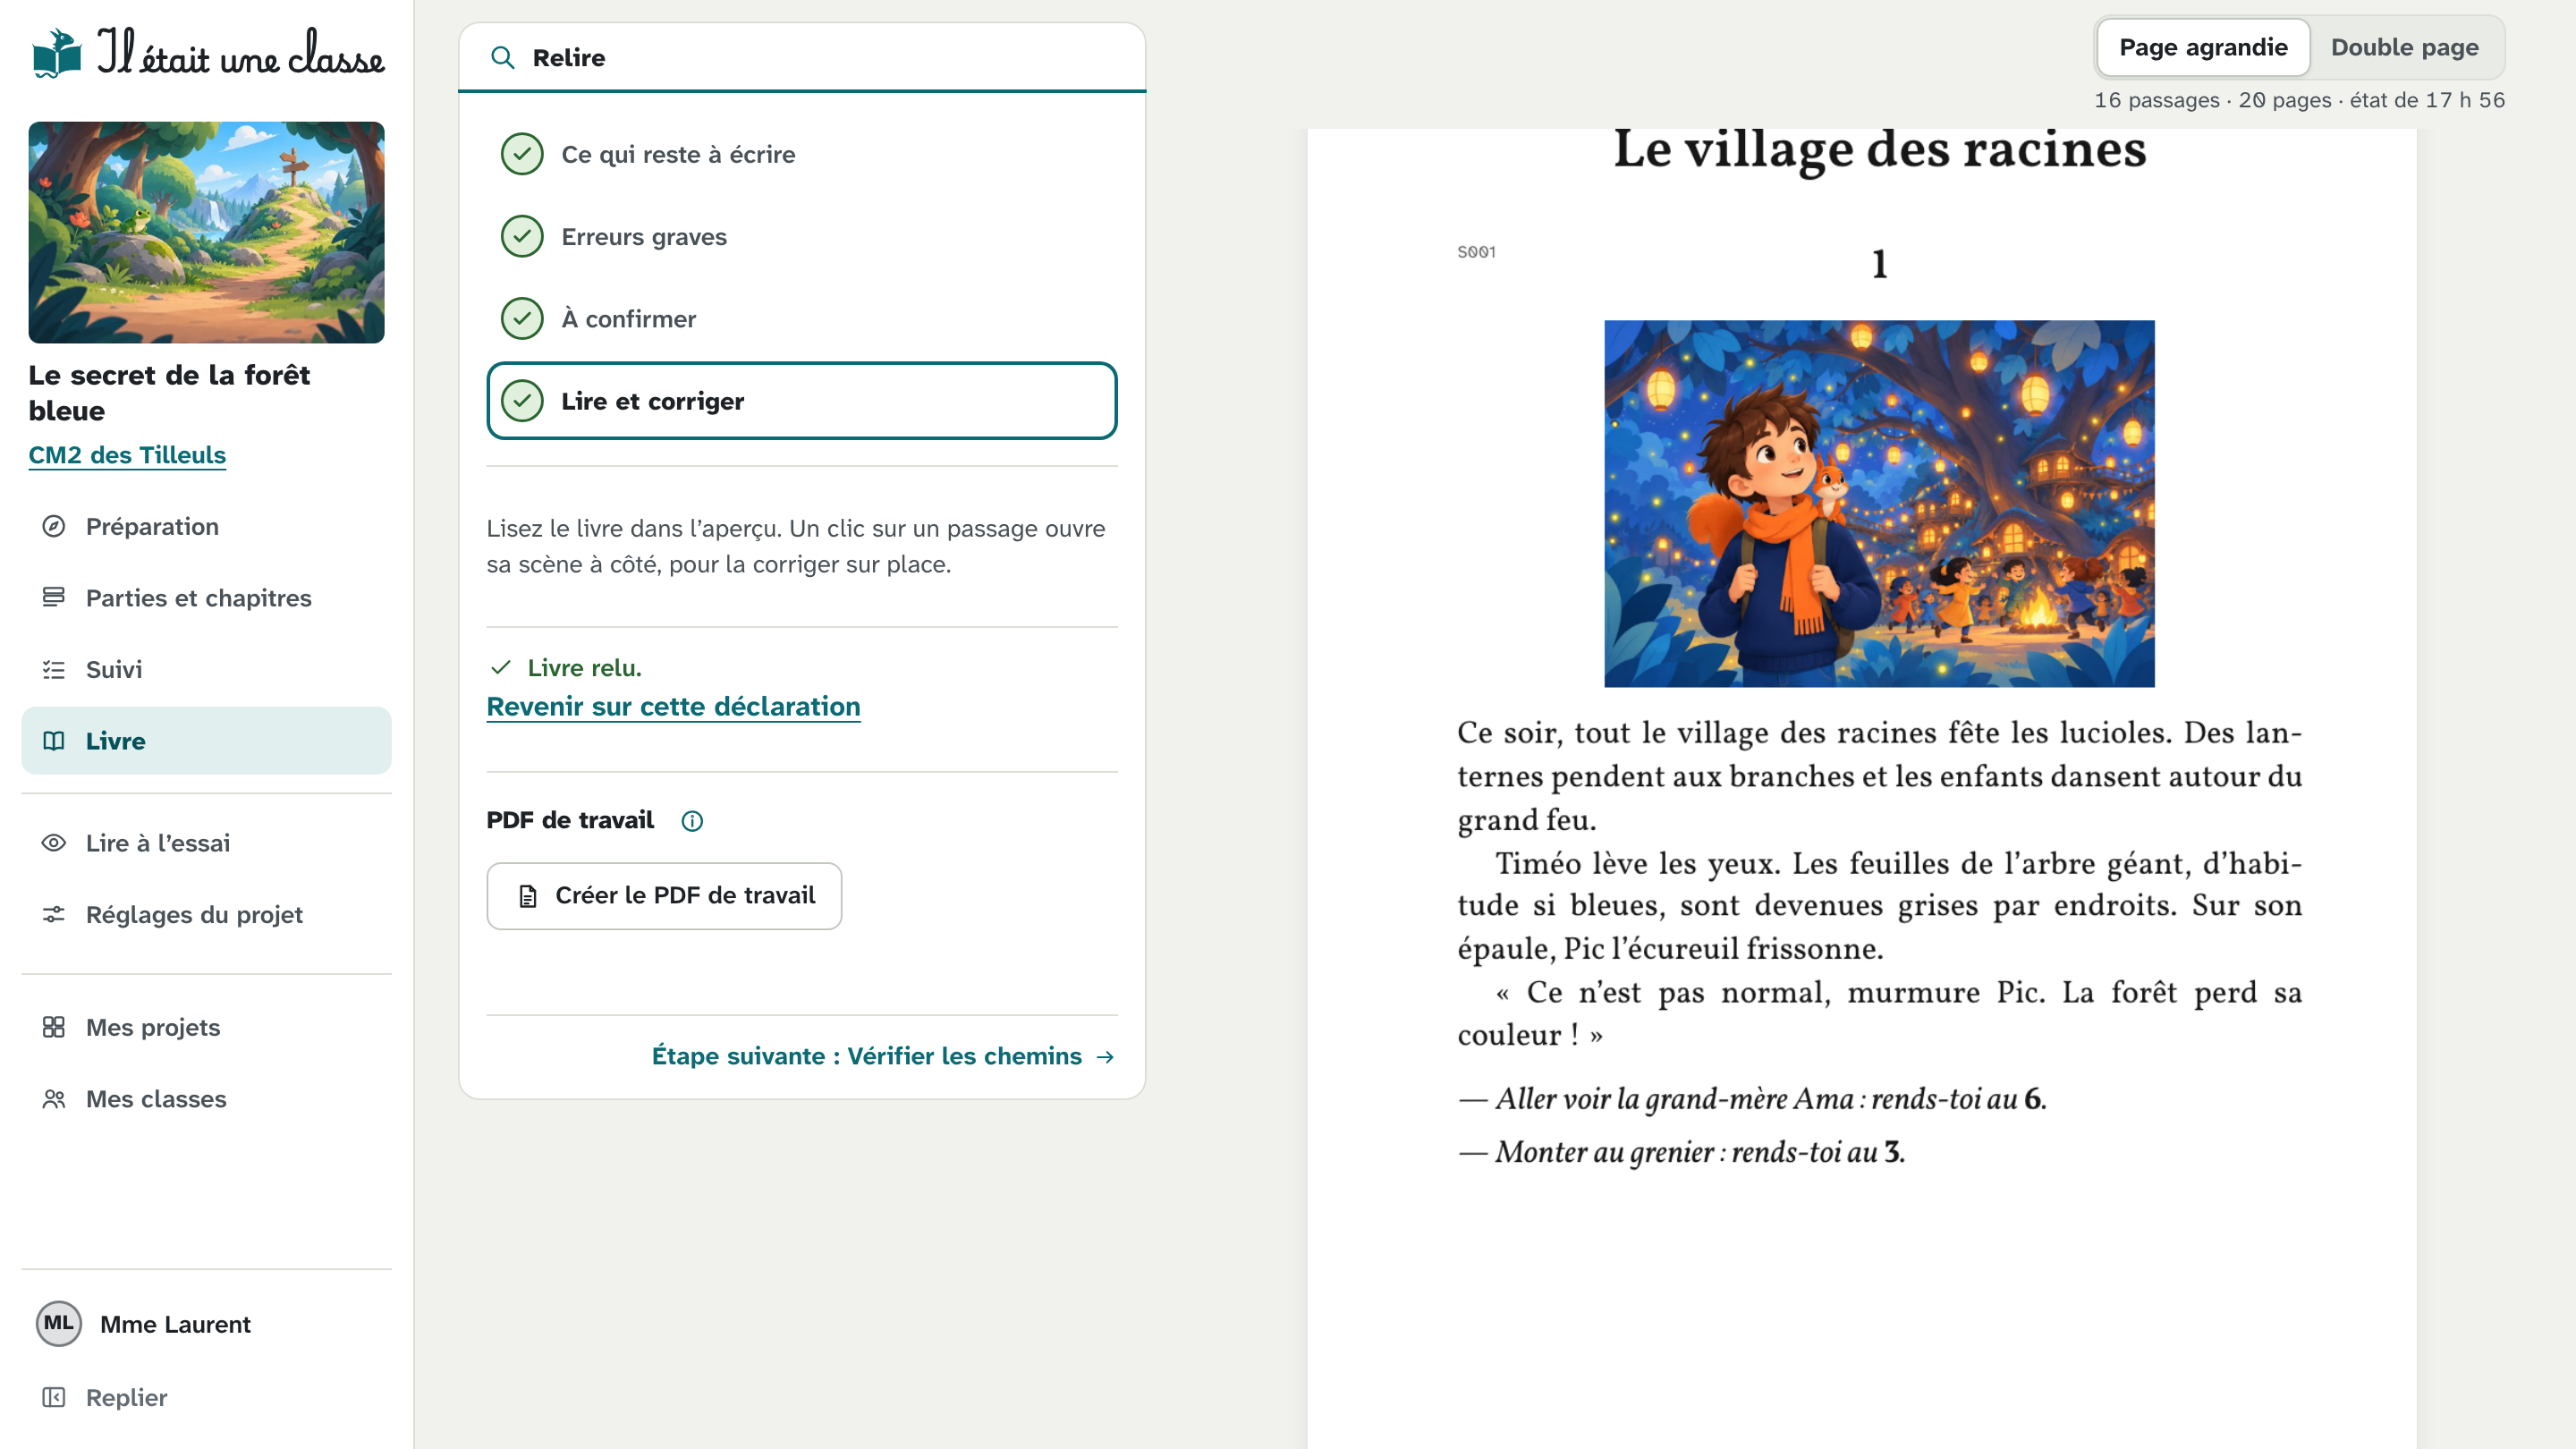 Il était une classe
Le secret de la forêt
bleue
CM2 des Tilleuls
Préparation
Parties et chapitres
Suivi
Livre
Lire à l’essai
Réglages du projet
Mes projets
Mes classes
ML
Mme Laurent
Replier
Relire
Ce qui reste à écrire
Erreurs graves
À confirmer
Lire et corriger
Lisez le livre dans l’aperçu. Un clic sur un passage ouvre
sa scène à côté, pour la corriger sur place.
Livre relu.
Revenir sur cette déclaration
PDF de travail
Créer le PDF de travail
Étape suivante : Vérifier les chemins →
Page agrandie
Double page
16 passages · 20 pages · état de 17 h 56
Le village des racines
S001
1
Ce soir, tout le village des racines fête les lucioles. Des lan-
ternes pendent aux branches et les enfants dansent autour du
grand feu.
Timéo lève les yeux. Les feuilles de l’arbre géant, d’habi-
tude si bleues, sont devenues grises par endroits. Sur son
épaule, Pic l’écureuil frissonne.
« Ce n’est pas normal, murmure Pic. La forêt perd sa
couleur ! »
— Aller voir la grand-mère Ama : rends-toi au 6.
— Monter au grenier : rends-toi au 3.